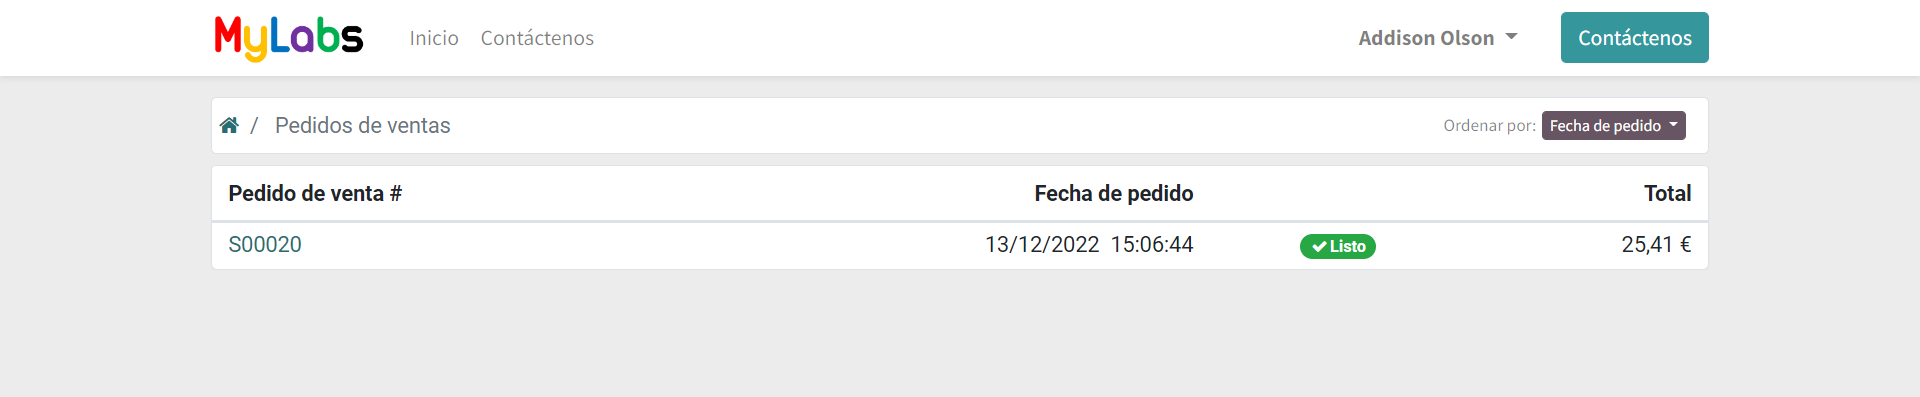 MyLabs Inicio Contáctenos Addison Olson Contáctenos
/ Pedidos de ventas Ordenar por: Fecha de pedido
Pedido de venta # Fecha de pedido Total
S00020 13/12/2022 15:06:44 Listo 25,41 €